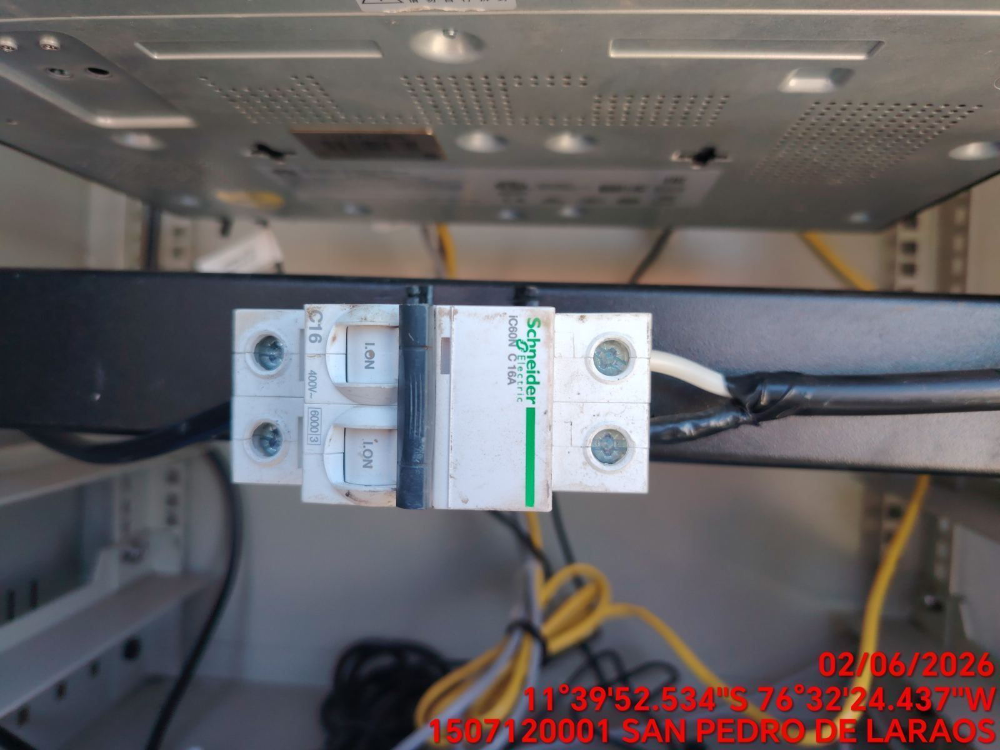 C16
400V~
6000 3
I.ON
I.ON
Schneider
Electric
iC60N C16A
02/06/2026
11°39'52.534"S 76°32'24.437"W
1507120001 SAN PEDRO DE LARAOS